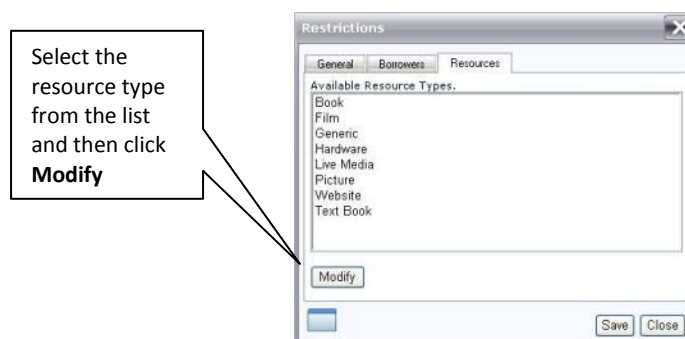 Select the
resource type
from the list
and then click
Modify
Restrictions
General Borrowers Resources
Available Resource Types.
Book
Film
Generic
Hardware
Live Media
Picture
Website
Text Book
Modify
Save Close